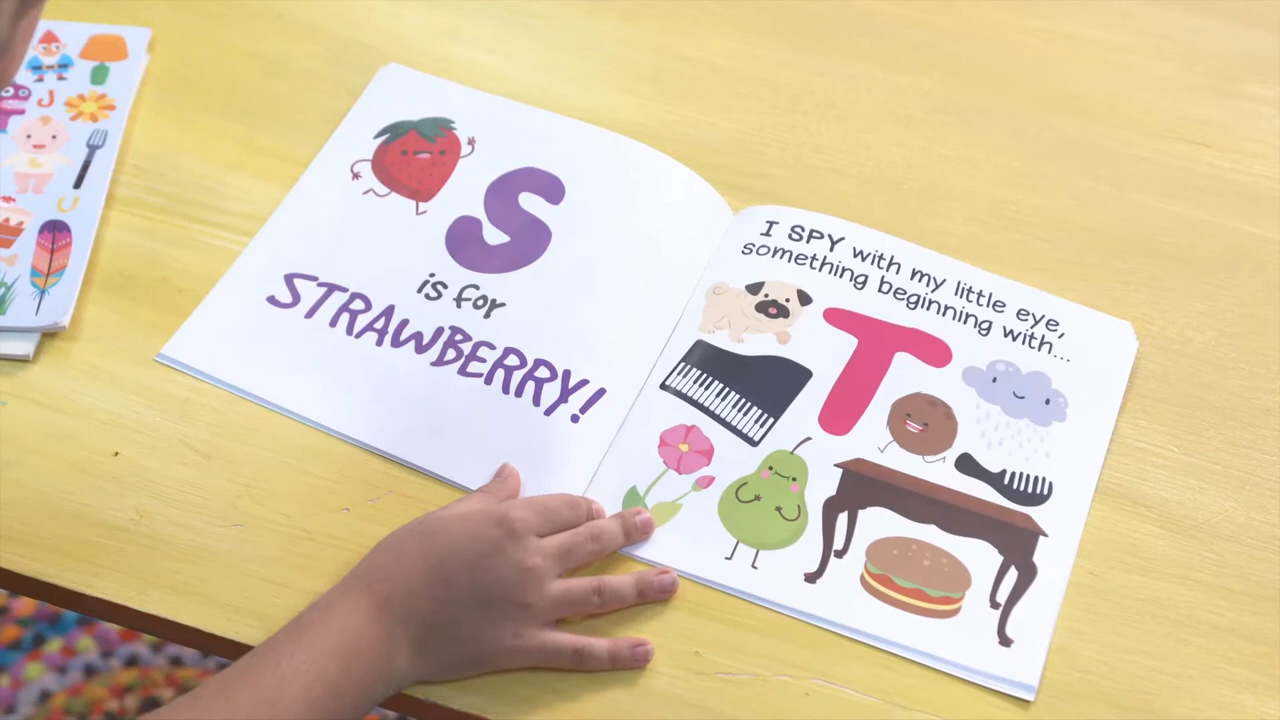 S
is for
STRAWBERRY!
I SPY with my little eye,
something beginning with...
T
J
U